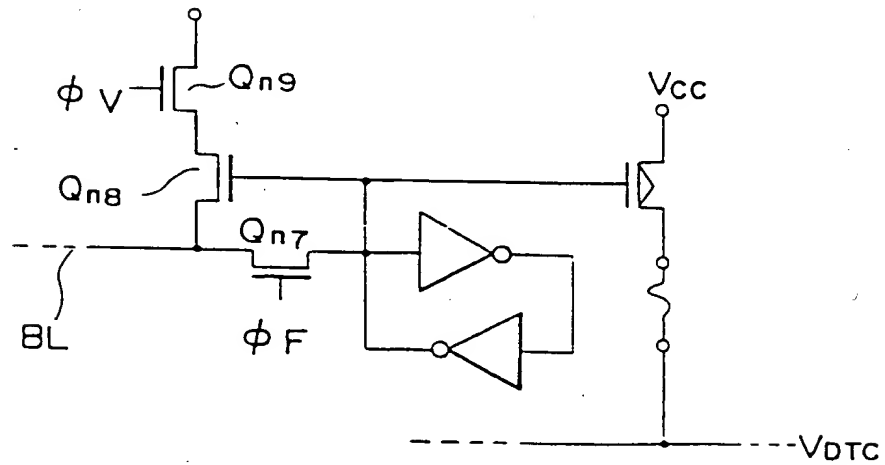 Qn9
φV
VCC
Qn8
Qn7
BL
φF
VDTC